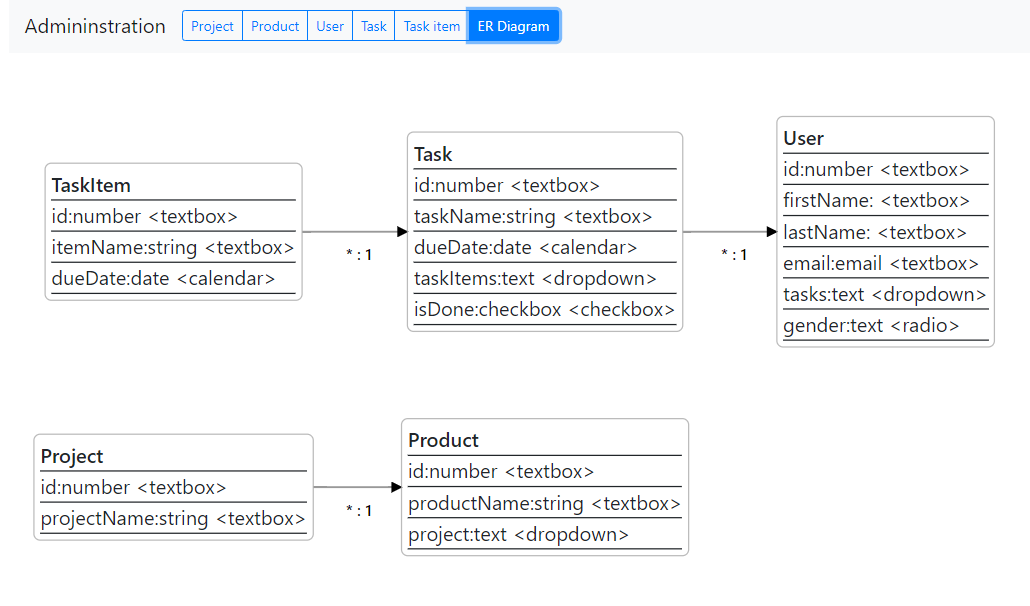 Admininstration Project Product User Task Task item ER Diagram
TaskItem
id:number <textbox>
itemName:string <textbox>
dueDate:date <calendar>
* : 1
Task
id:number <textbox>
taskName:string <textbox>
dueDate:date <calendar>
taskItems:text <dropdown>
isDone:checkbox <checkbox>
* : 1
User
id:number <textbox>
firstName: <textbox>
lastName: <textbox>
email:email <textbox>
tasks:text <dropdown>
gender:text <radio>
Project
id:number <textbox>
projectName:string <textbox>
* : 1
Product
id:number <textbox>
productName:string <textbox>
project:text <dropdown>